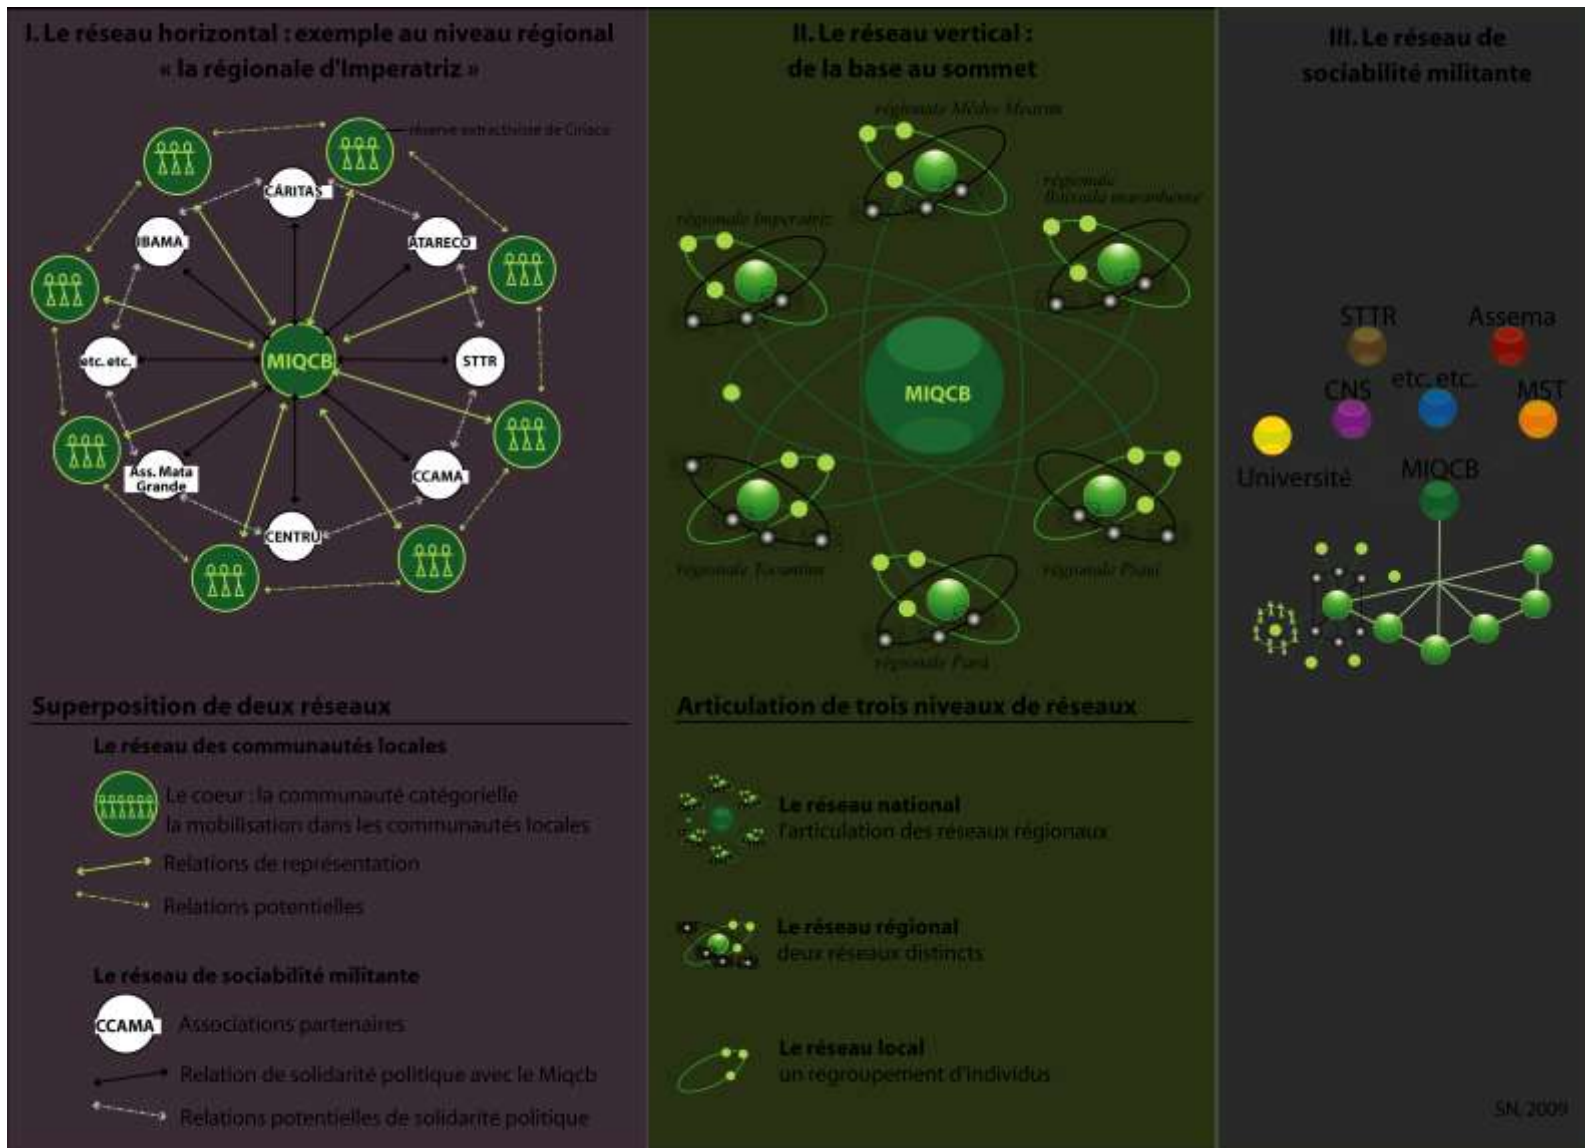 I. Le réseau horizontal : exemple au niveau régional
« la régionale d'Imperatriz »
réserve extractiviste de Ciriaco
CÁRITAS
IBAMA
ATARECO
etc. etc.
MIQCB
STTR
Ass. Mata
Grande
CCAMA
CENTRU
Superposition de deux réseaux
Le réseau des communautés locales
Le coeur : la communauté catégorielle
la mobilisation dans les communautés locales
Relations de représentation
Relations potentielles
Le réseau de sociabilité militante
CCAMA
Associations partenaires
Relation de solidarité politique avec le Miqcb
Relations potentielles de solidarité politique
II. Le réseau vertical :
de la base au sommet
régionale Médio Mearim
régionale
Baixada maranhense
régionale Imperatriz
MIQCB
régionale Tocantins
régionale Piauí
régionale Pará
Articulation de trois niveaux de réseaux
Le réseau national
l'articulation des réseaux régionaux
Le réseau régional
deux réseaux distincts
Le réseau local
un regroupement d'individus
III. Le réseau de
sociabilité militante
STTR
Assema
CNS
etc. etc.
MST
Université
MIQCB
SN, 2009